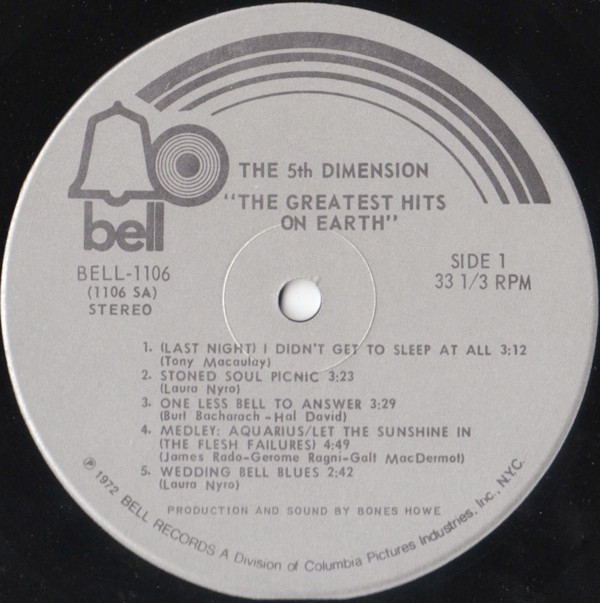 THE 5th DIMENSION
"THE GREATEST HITS
ON EARTH"
bell
BELL-1106
(1106 SA)
STEREO
SIDE 1
33 1/3 RPM
1. (LAST NIGHT) I DIDN'T GET TO SLEEP AT ALL 3:12
(Tony Macaulay)
2. STONED SOUL PICNIC 3:23
(Laura Nyro)
3. ONE LESS BELL TO ANSWER 3:29
(Burt Bacharach-Hal David)
4. MEDLEY: AQUARIUS/LET THE SUNSHINE IN
(THE FLESH FAILURES) 4:49
(James Rado-Gerome Ragni-Galt MacDermot)
5. WEDDING BELL BLUES 2:42
(Laura Nyro)
PRODUCTION AND SOUND BY BONES HOWE
℗ 1972 BELL RECORDS A Division of Columbia Pictures Industries, Inc., N.Y.C.